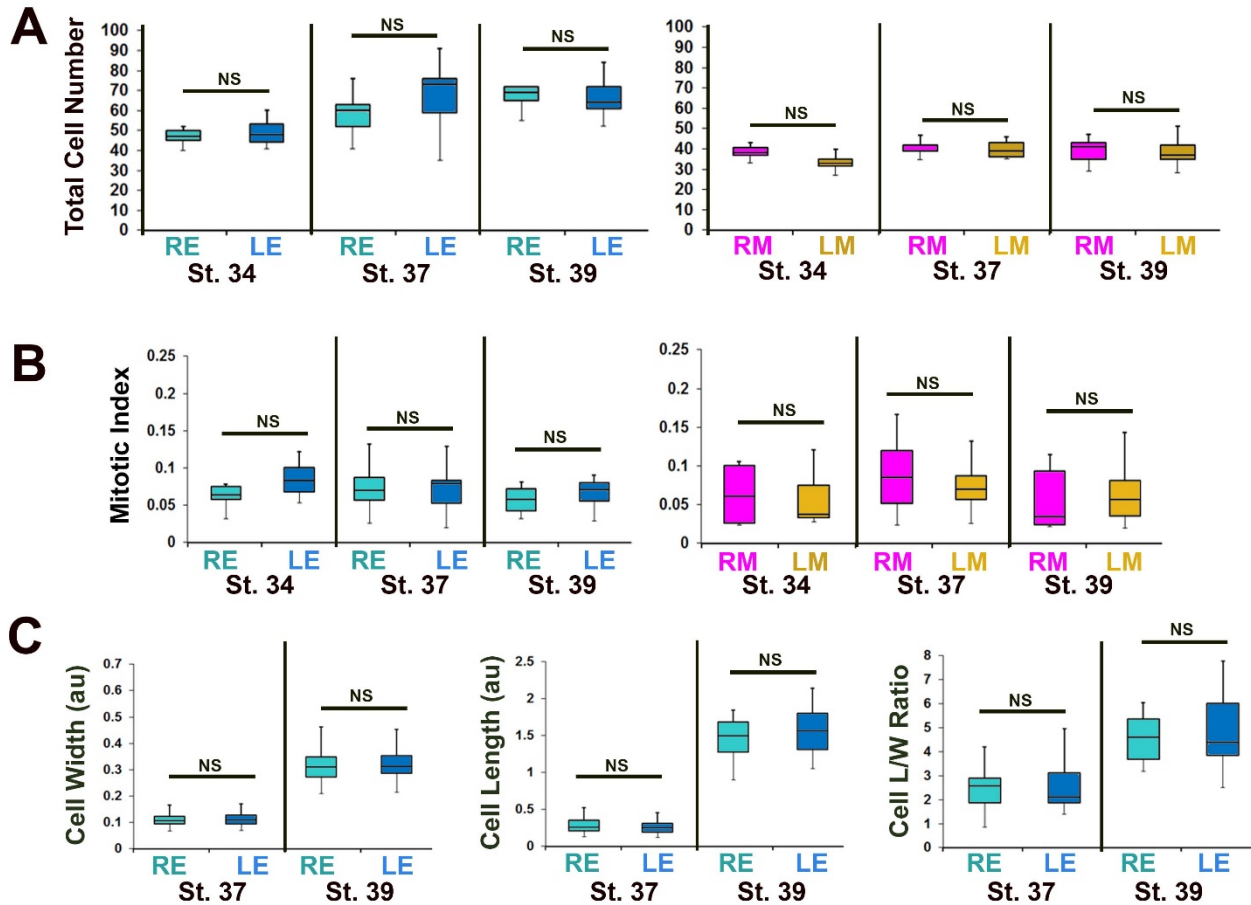 A
Total Cell Number
100
90
80
70
60
50
40
30
20
10
0
NS
NS
NS
RE LE RE LE RE LE
St. 34 St. 37 St. 39
100
90
80
70
60
50
40
30
20
10
0
NS
NS
NS
RM LM RM LM RM LM
St. 34 St. 37 St. 39
B
Mitotic Index
0.25
0.2
0.15
0.1
0.05
0
NS
NS
NS
RE LE RE LE RE LE
St. 34 St. 37 St. 39
0.25
0.2
0.15
0.1
0.05
0
NS
NS
NS
RM LM RM LM RM LM
St. 34 St. 37 St. 39
C
Cell Width (au)
0.7
0.6
0.5
0.4
0.3
0.2
0.1
0
NS
NS
RE LE RE LE
St. 37 St. 39
Cell Length (au)
2.5
2
1.5
1
0.5
0
NS
NS
RE LE RE LE
St. 37 St. 39
Cell L/W Ratio
8
7
6
5
4
3
2
1
0
NS
NS
RE LE RE LE
St. 37 St. 39